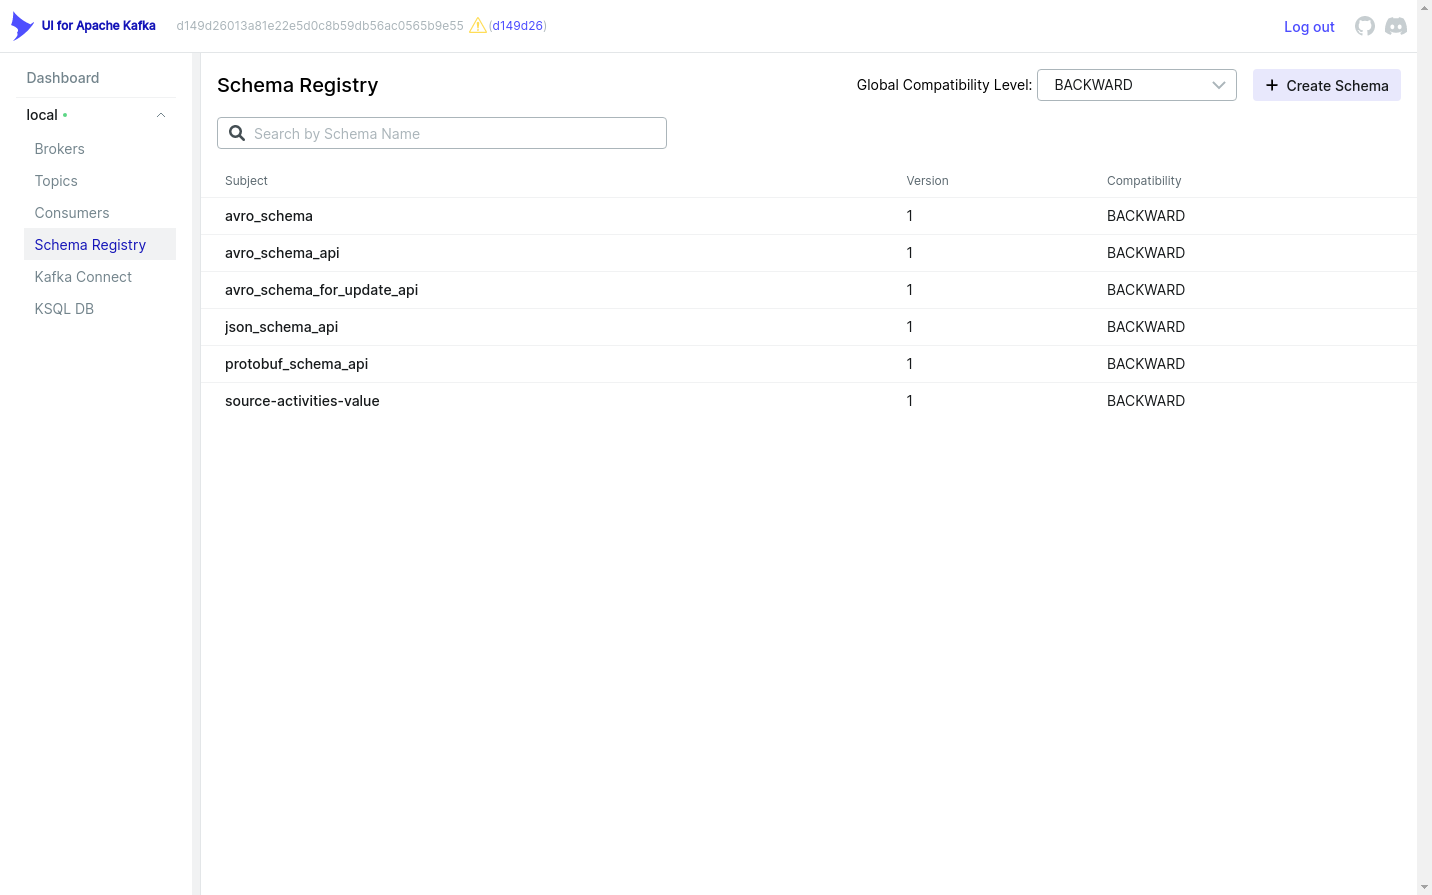 UI for Apache Kafka d149d26013a81e22e5d0c8b59db56ac0565b9e55 (d149d26) Log out
Dashboard
local
Brokers
Topics
Consumers
Schema Registry
Kafka Connect
KSQL DB
Schema Registry Global Compatibility Level: BACKWARD + Create Schema
Search by Schema Name
Subject Version Compatibility
avro_schema 1 BACKWARD
avro_schema_api 1 BACKWARD
avro_schema_for_update_api 1 BACKWARD
json_schema_api 1 BACKWARD
protobuf_schema_api 1 BACKWARD
source-activities-value 1 BACKWARD